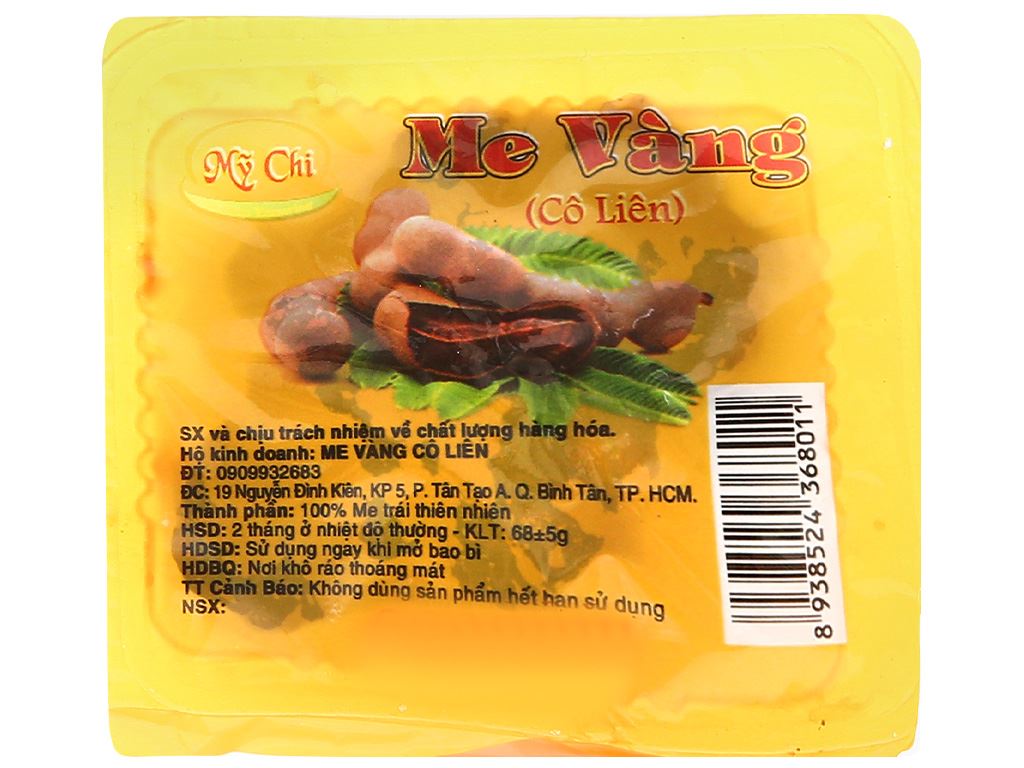 Mỹ Chi
Me Vàng
(Cô Liên)
SX và chịu trách nhiệm về chất lượng hàng hóa.
Hộ kinh doanh: ME VÀNG CÔ LIÊN
ĐT: 0909932683
ĐC: 19 Nguyễn Đình Kiên, KP 5, P. Tân Tạo A. Q. Bình Tân, TP. HCM.
Thành phần: 100% Me trái thiên nhiên
HSD: 2 tháng ở nhiệt độ thường - KLT: 68±5g
HDSD: Sử dụng ngay khi mở bao bì
HDBQ: Nơi khô ráo thoáng mát
TT Cảnh Báo: Không dùng sản phẩm hết hạn sử dụng
NSX:
8 938524 368011